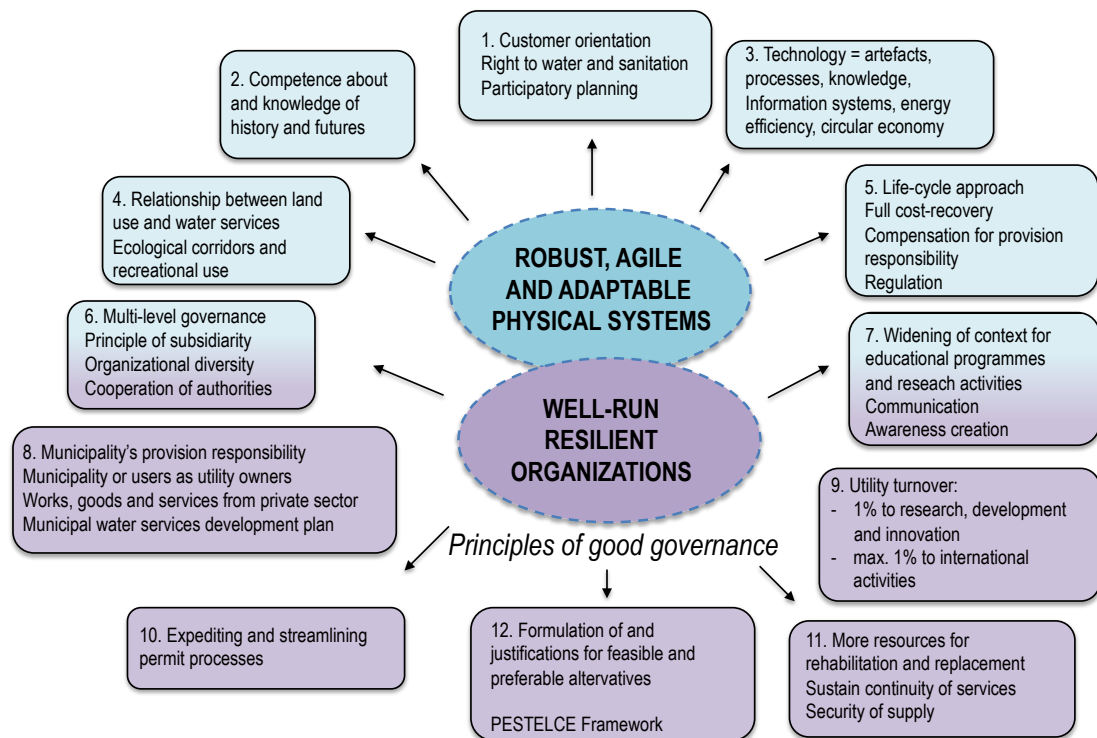 1. Customer orientation
Right to water and sanitation
Participatory planning
2. Competence about
and knowledge of
history and futures
3. Technology = artefacts,
processes, knowledge,
Information systems, energy
efficiency, circular economy
4. Relationship between land
use and water services
Ecological corridors and
recreational use
5. Life-cycle approach
Full cost-recovery
Compensation for provision
responsibility
Regulation
ROBUST, AGILE
AND ADAPTABLE
PHYSICAL SYSTEMS
6. Multi-level governance
Principle of subsidiarity
Organizational diversity
Cooperation of authorities
7. Widening of context for
educational programmes
and reseach activities
Communication
Awareness creation
WELL-RUN
RESILIENT
ORGANIZATIONS
8. Municipality’s provision responsibility
Municipality or users as utility owners
Works, goods and services from private sector
Municipal water services development plan
9. Utility turnover:
- 1% to research, development
and innovation
- max. 1% to international
activities
Principles of good governance
10. Expediting and streamlining
permit processes
12. Formulation of and
justifications for feasible and
preferable altervatives
PESTELCE Framework
11. More resources for
rehabilitation and replacement
Sustain continuity of services
Security of supply